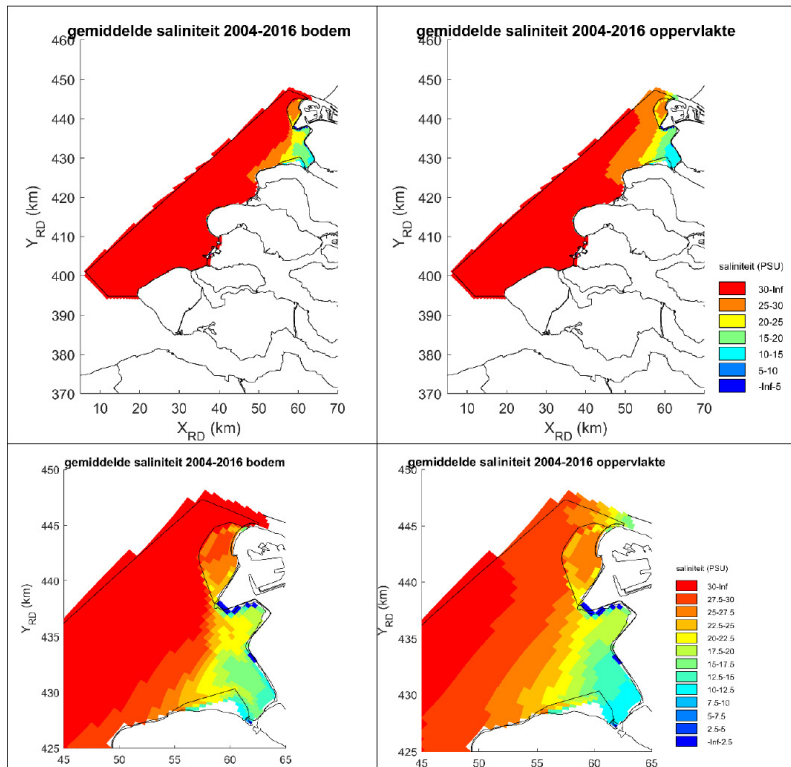 gemiddelde saliniteit 2004-2016 bodem
460
450
440
430
420
410
400
390
380
370
Y_RD (km)
10 20 30 40 50 60 70
X_RD (km)
gemiddelde saliniteit 2004-2016 oppervlakte
460
450
440
430
420
410
400
390
380
370
Y_RD (km)
10 20 30 40 50 60 70
X_RD (km)
saliniteit (PSU)
30-Inf
25-30
20-25
15-20
10-15
5-10
-Inf-5
gemiddelde saliniteit 2004-2016 bodem
450
445
440
435
430
425
Y_RD (km)
45 50 55 60 65
gemiddelde saliniteit 2004-2016 oppervlakte
450
445
440
435
430
425
Y_RD (km)
45 50 55 60 65
saliniteit (PSU)
30-Inf
27.5-30
25-27.5
22.5-25
20-22.5
17.5-20
15-17.5
12.5-15
10-12.5
7.5-10
5-7.5
2.5-5
-Inf-2.5